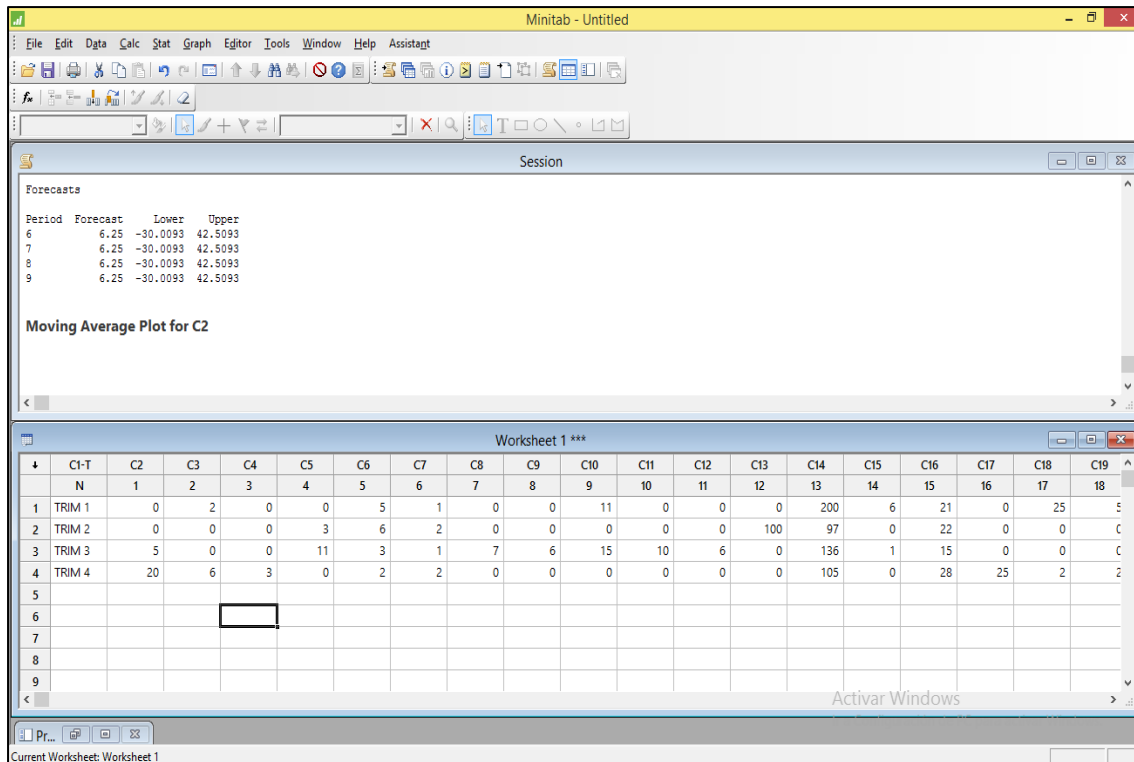 Minitab - Untitled
File Edit Data Calc Stat Graph Editor Tools Window Help Assistant
Session
Forecasts
Period Forecast Lower Upper
6 6.25 -30.0093 42.5093
7 6.25 -30.0093 42.5093
8 6.25 -30.0093 42.5093
9 6.25 -30.0093 42.5093
Moving Average Plot for C2
Worksheet 1 ***
C1-T C2 C3 C4 C5 C6 C7 C8 C9 C10 C11 C12 C13 C14 C15 C16 C17 C18 C19
N 1 2 3 4 5 6 7 8 9 10 11 12 13 14 15 16 17 18
1 TRIM 1 0 2 0 0 5 1 0 0 11 0 0 0 200 6 21 0 25 5
2 TRIM 2 0 0 0 3 6 2 0 0 0 0 0 100 97 0 22 0 0
3 TRIM 3 5 0 0 11 3 1 7 6 15 10 6 0 136 1 15 0 0
4 TRIM 4 20 6 3 0 2 2 0 0 0 0 0 0 105 0 28 25 2 2
5
6
7
8
9
Activar Windows
Pr...
Current Worksheet: Worksheet 1